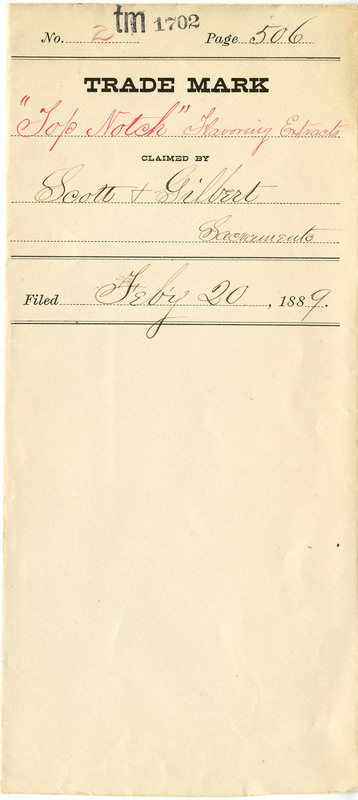 No. 2 tm 1702 Page 506
TRADE MARK
"Top Notch" Flavoring Extracts
CLAIMED BY
Scott & Gilbert
Sacramento
Filed Feb'y 20, 1889.